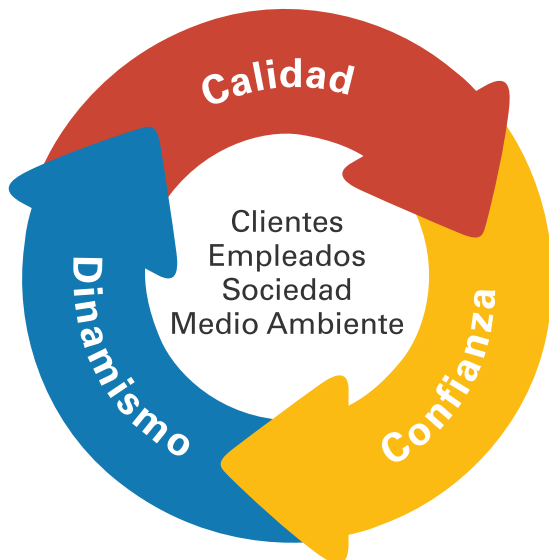 Calidad
Clientes
Empleados
Sociedad
Medio Ambiente
Dinamismo
Confianza